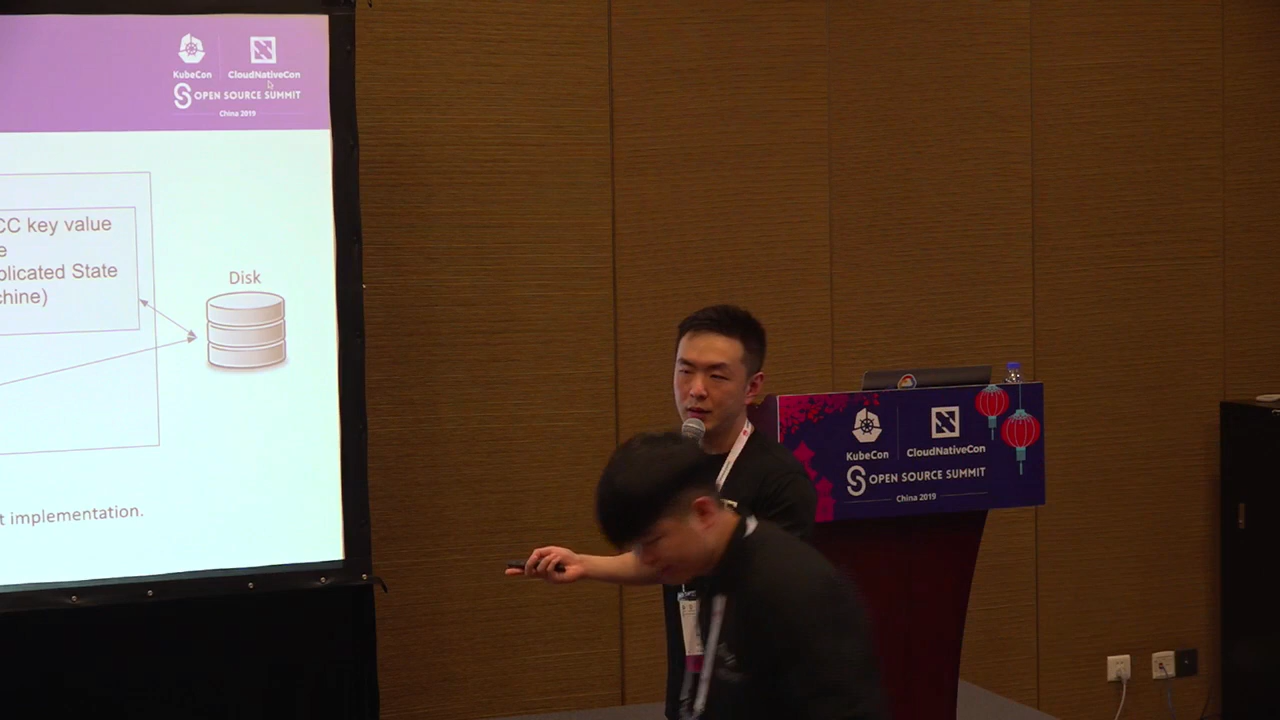 KubeCon
CloudNativeCon
OPEN SOURCE SUMMIT
China 2019
CC key value
e
plicated State
chine)
Disk
t implementation.
KubeCon
CloudNativeCon
OPEN SOURCE SUMMIT
China 2019